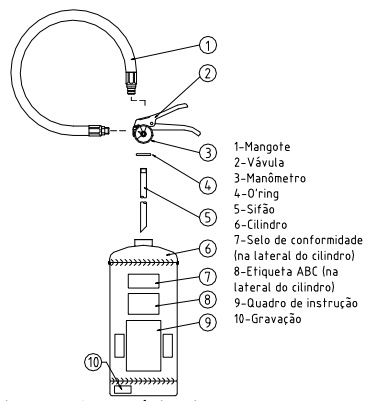 1
2
3
4
5
6
7
8
9
10
1-Mangote
2-Vávula
3-Manômetro
4-O'ring
5-Sifão
6-Cilindro
7-Selo de conformidade
(na lateral do cilindro)
8-Etiqueta ABC (na
lateral do cilindro)
9-Quadro de instrução
10-Gravação